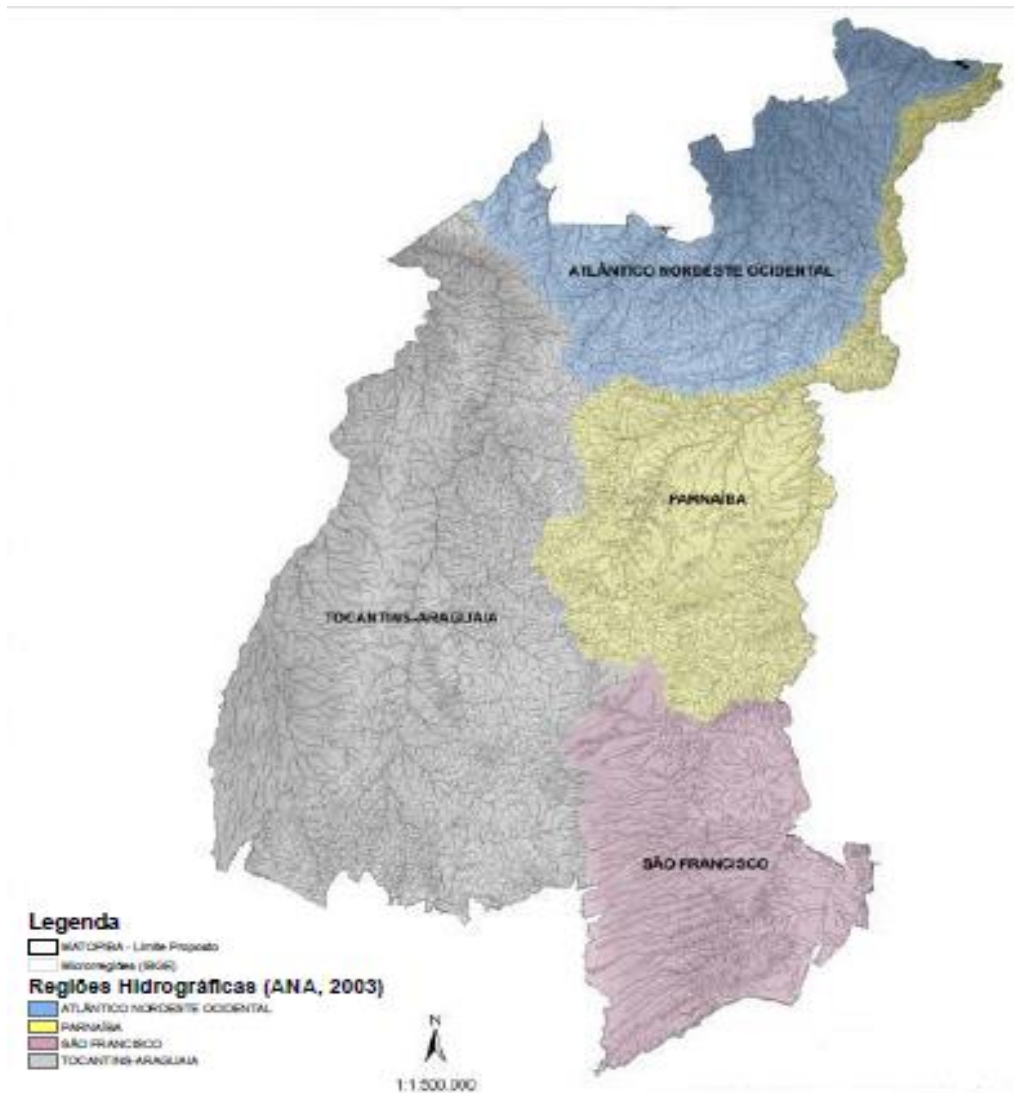 ATLÂNTICO NORDESTE OCIDENTAL
PARNAÍBA
TOCANTINS-ARAGUAIA
SÃO FRANCISCO
Legenda
MATOPIBA - Limite Proposto
Microrregiões (IBGE)
Regiões Hidrográficas (ANA, 2003)
ATLÂNTICO NORDESTE OCIDENTAL
PARNAÍBA
SÃO FRANCISCO
TOCANTINS-ARAGUAIA
N
1:1.500.000